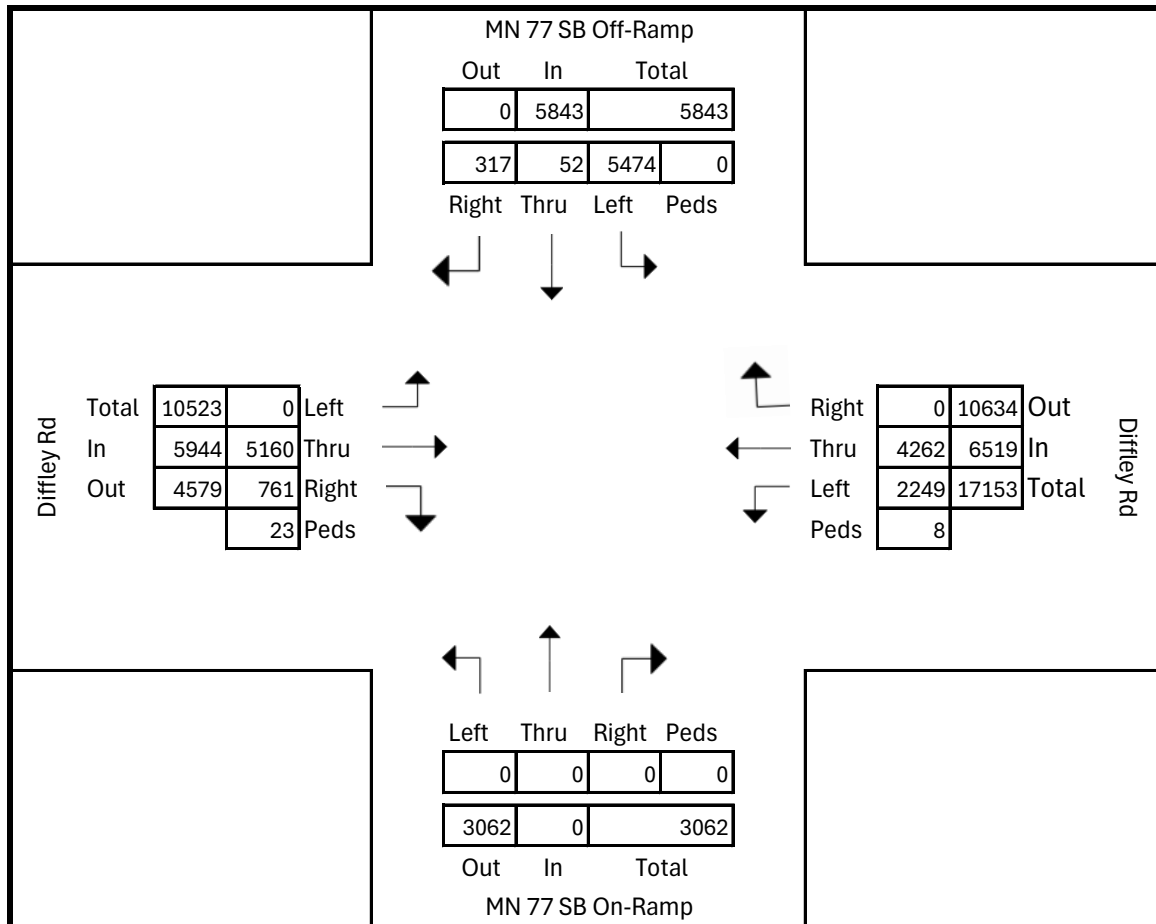 MN 77 SB Off-Ramp
Out In Total
0 5843 5843
317 52 5474 0
Right Thru Left Peds
Diffley Rd
Total 10523 0 Left
In 5944 5160 Thru
Out 4579 761 Right
23 Peds
Right 0 10634 Out
Thru 4262 6519 In
Left 2249 17153 Total
Peds 8
Diffley Rd
Left Thru Right Peds
0 0 0 0
3062 0 3062
Out In Total
MN 77 SB On-Ramp